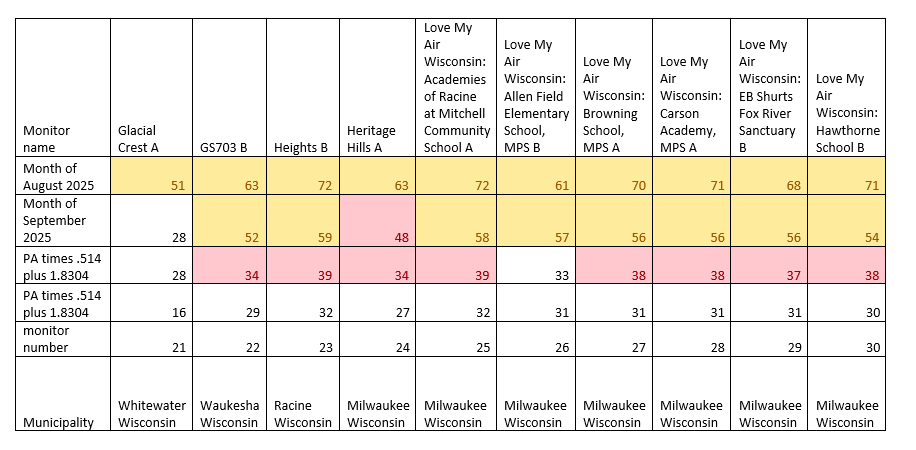 Monitor name | Glacial Crest A | GS703 B | Heights B | Heritage Hills A | Love My Air Wisconsin: Academies of Racine at Mitchell Community School A | Love My Air Wisconsin: Allen Field Elementary School, MPS B | Love My Air Wisconsin: Browning School, MPS A | Love My Air Wisconsin: Carson Academy, MPS A | Love My Air Wisconsin: EB Shurts Fox River Sanctuary B | Love My Air Wisconsin: Hawthorne School B
Month of August 2025 | 51 | 63 | 72 | 63 | 72 | 61 | 70 | 71 | 68 | 71
Month of September 2025 | 28 | 52 | 59 | 48 | 58 | 57 | 56 | 56 | 56 | 54
PA times .514 plus 1.8304 | 28 | 34 | 39 | 34 | 39 | 33 | 38 | 38 | 37 | 38
PA times .514 plus 1.8304 | 16 | 29 | 32 | 27 | 32 | 31 | 31 | 31 | 31 | 30
monitor number | 21 | 22 | 23 | 24 | 25 | 26 | 27 | 28 | 29 | 30
Municipality | Whitewater Wisconsin | Waukesha Wisconsin | Racine Wisconsin | Milwaukee Wisconsin | Milwaukee Wisconsin | Milwaukee Wisconsin | Milwaukee Wisconsin | Milwaukee Wisconsin | Milwaukee Wisconsin | Milwaukee Wisconsin